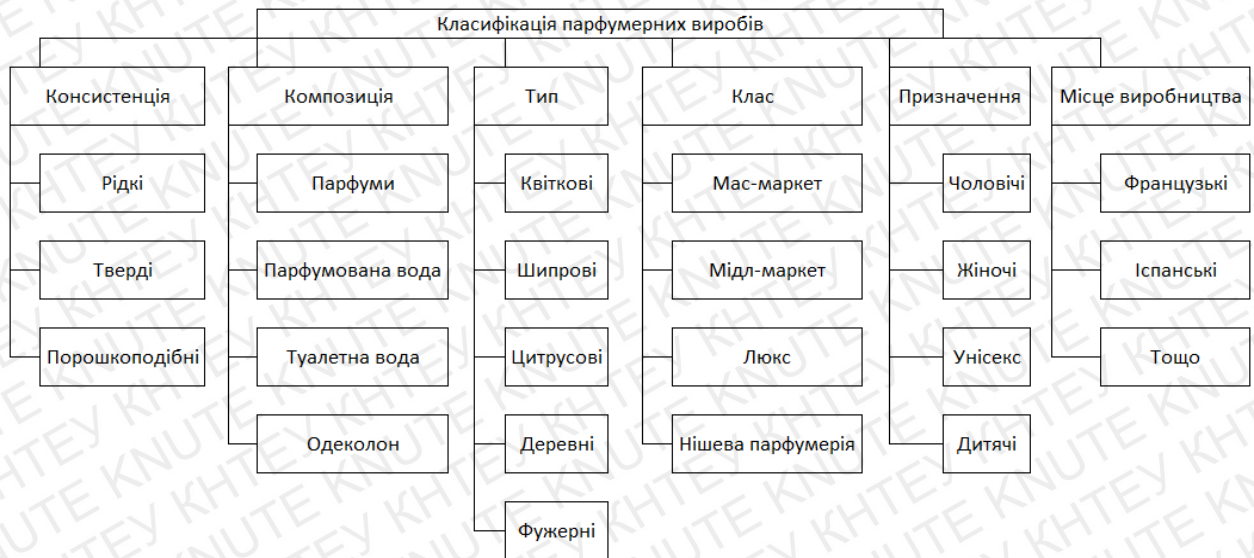 Класифікація парфумерних виробів
Консистенція
Рідкі
Тверді
Порошкоподібні
Композиція
Парфуми
Парфумована вода
Туалетна вода
Одеколон
Тип
Квіткові
Шипрові
Цитрусові
Деревні
Фужерні
Клас
Мас-маркет
Мідл-маркет
Люкс
Нішева парфумерія
Призначення
Чоловічі
Жіночі
Унісекс
Дитячі
Місце виробництва
Французькі
Іспанські
Тощо
КНТЕУ KNUTE